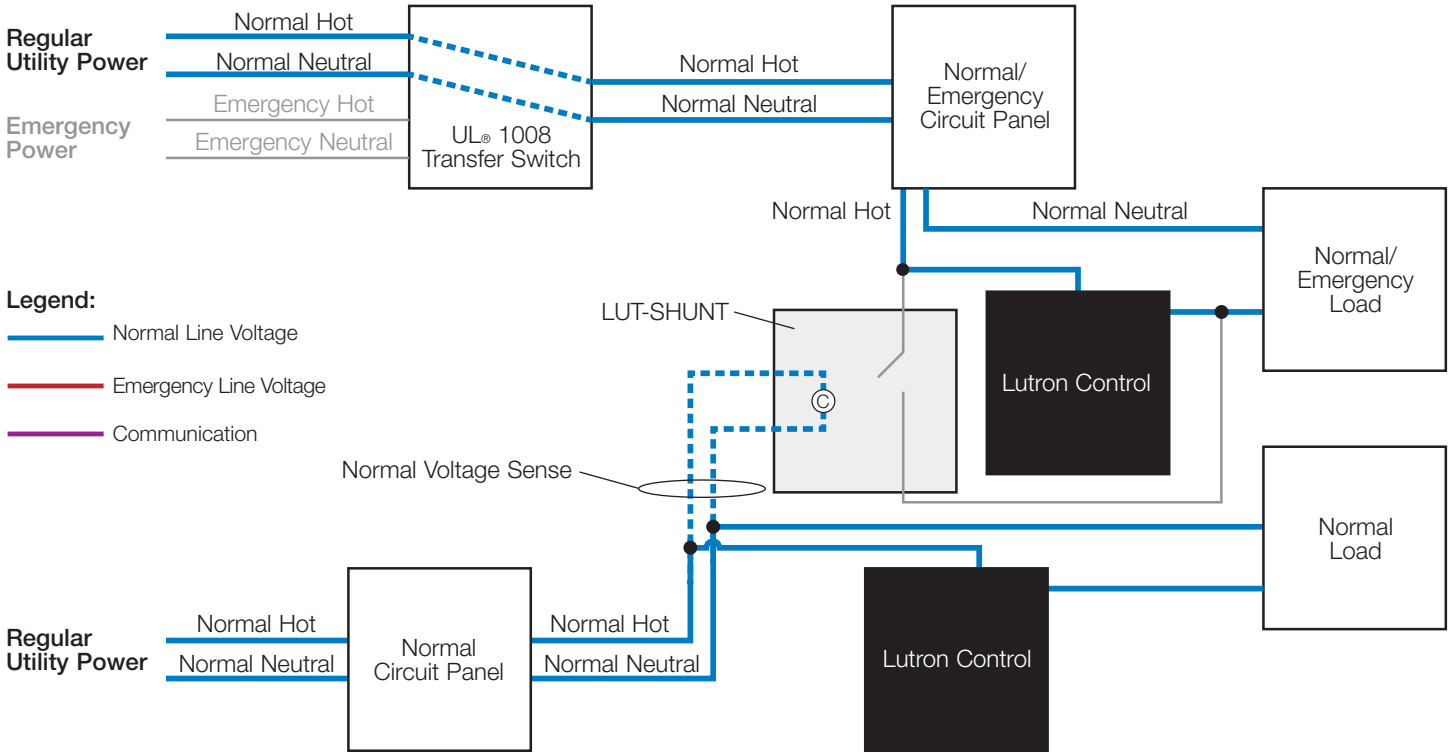 Regular
Utility Power
Normal Hot
Normal Neutral
Emergency
Power
Emergency Hot
Emergency Neutral
UL® 1008
Transfer Switch
Normal Hot
Normal Neutral
Normal/
Emergency
Circuit Panel
Normal Hot
Normal Neutral
Normal/
Emergency
Load
Legend:
Normal Line Voltage
Emergency Line Voltage
Communication
LUT-SHUNT
C
Lutron Control
Normal Voltage Sense
Normal
Load
Regular
Utility Power
Normal Hot
Normal Neutral
Normal
Circuit Panel
Normal Hot
Normal Neutral
Lutron Control